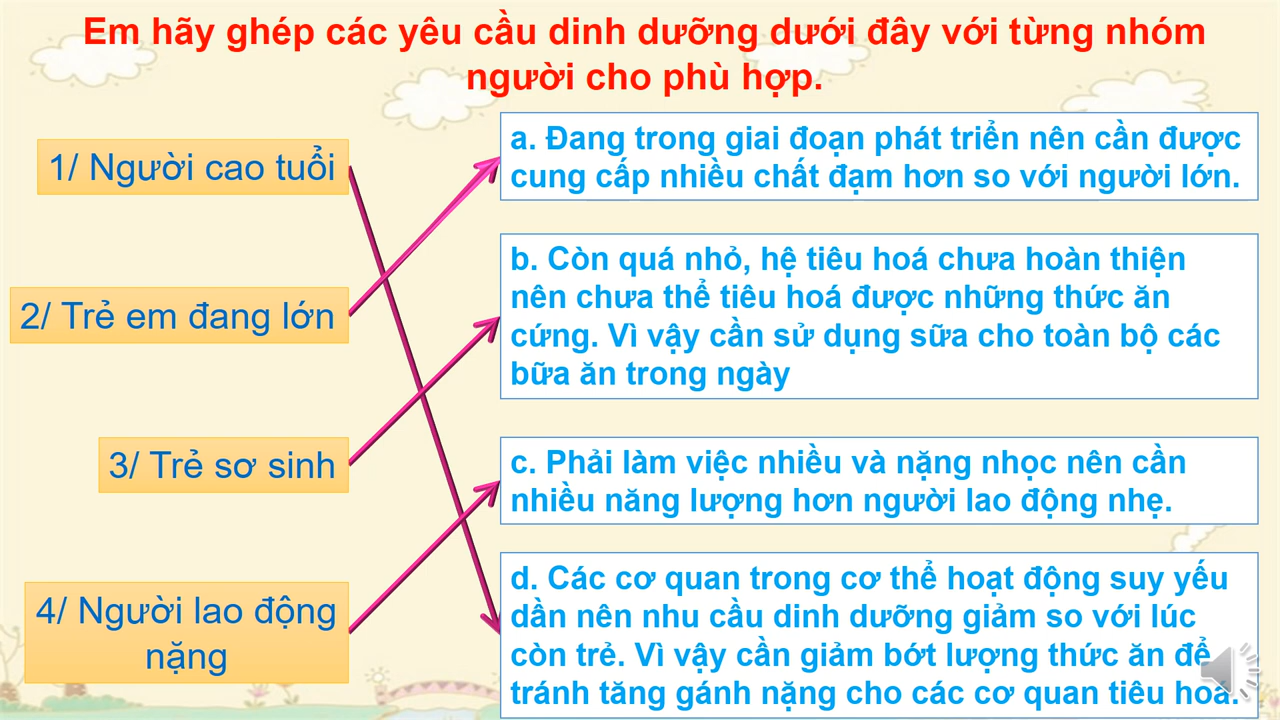 Em hãy ghép các yêu cầu dinh dưỡng dưới đây với từng nhóm
người cho phù hợp.
1/ Người cao tuổi
2/ Trẻ em đang lớn
3/ Trẻ sơ sinh
4/ Người lao động
nặng
a. Đang trong giai đoạn phát triển nên cần được
cung cấp nhiều chất đạm hơn so với người lớn.
b. Còn quá nhỏ, hệ tiêu hoá chưa hoàn thiện
nên chưa thể tiêu hoá được những thức ăn
cứng. Vì vậy cần sử dụng sữa cho toàn bộ các
bữa ăn trong ngày
c. Phải làm việc nhiều và nặng nhọc nên cần
nhiều năng lượng hơn người lao động nhẹ.
d. Các cơ quan trong cơ thể hoạt động suy yếu
dần nên nhu cầu dinh dưỡng giảm so với lúc
còn trẻ. Vì vậy cần giảm bớt lượng thức ăn để
tránh tăng gánh nặng cho các cơ quan tiêu hoá.